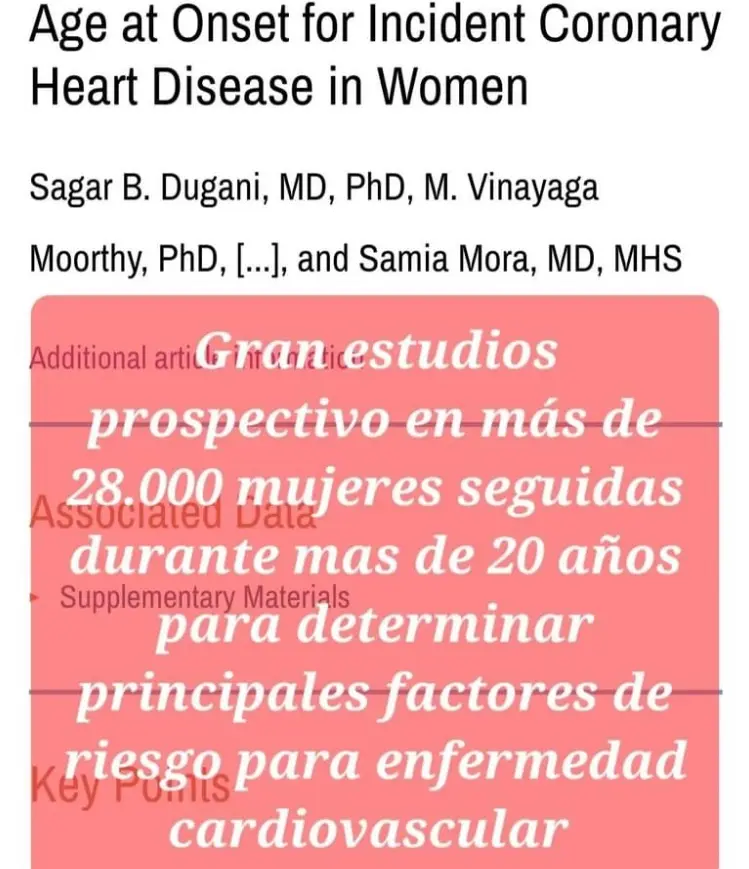 Age at Onset for Incident Coronary
Heart Disease in Women
Sagar B. Dugani, MD, PhD, M. Vinayaga
Moorthy, PhD, [...], and Samia Mora, MD, MHS
Additional article information
Gran estudios
prospectivo en más de
28.000 mujeres seguidas
Associated Data
durante mas de 20 años
Supplementary Materials
para determinar
principales factores de
riesgo para enfermedad
Key Points
cardiovascular